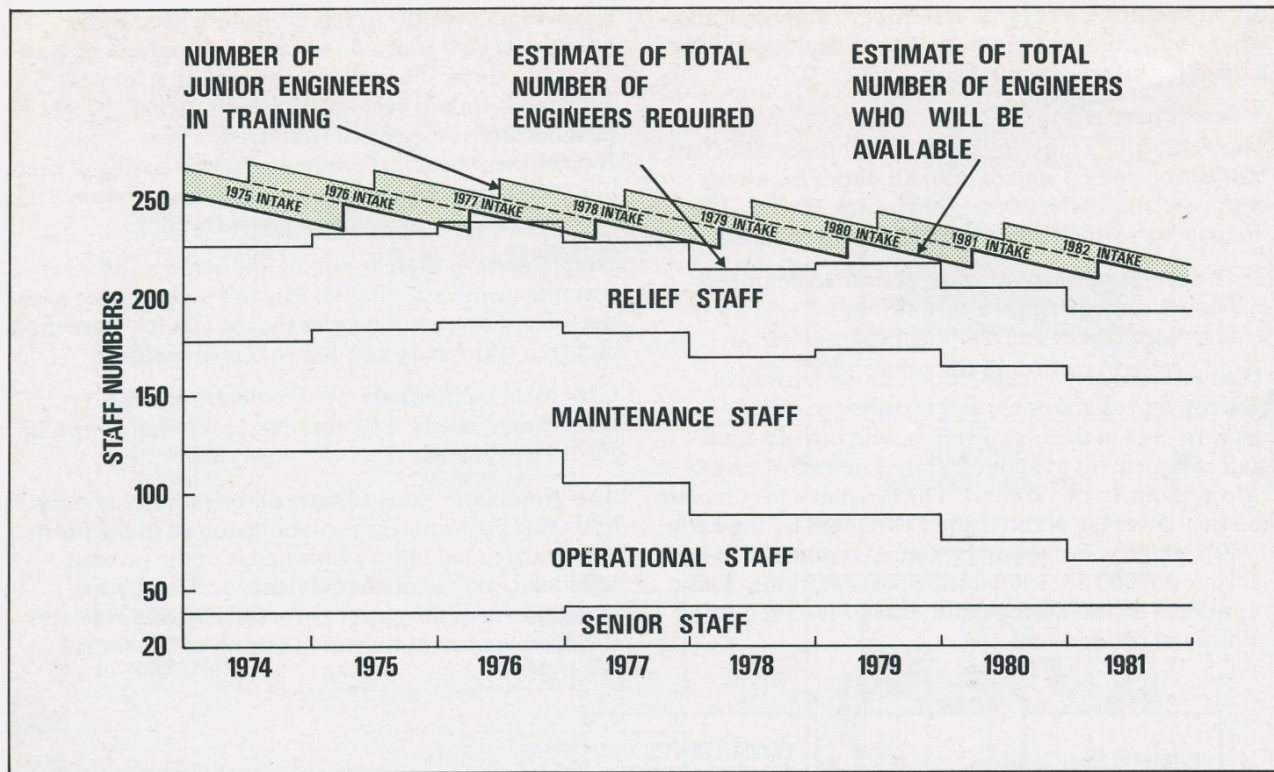 NUMBER OF
JUNIOR ENGINEERS
IN TRAINING
ESTIMATE OF TOTAL
NUMBER OF
ENGINEERS REQUIRED
ESTIMATE OF TOTAL
NUMBER OF ENGINEERS
WHO WILL BE
AVAILABLE
STAFF NUMBERS
250
200
150
100
50
20
1975 INTAKE
1976 INTAKE
1977 INTAKE
1978 INTAKE
1979 INTAKE
1980 INTAKE
1981 INTAKE
1982 INTAKE
RELIEF STAFF
MAINTENANCE STAFF
OPERATIONAL STAFF
SENIOR STAFF
1974 1975 1976 1977 1978 1979 1980 1981